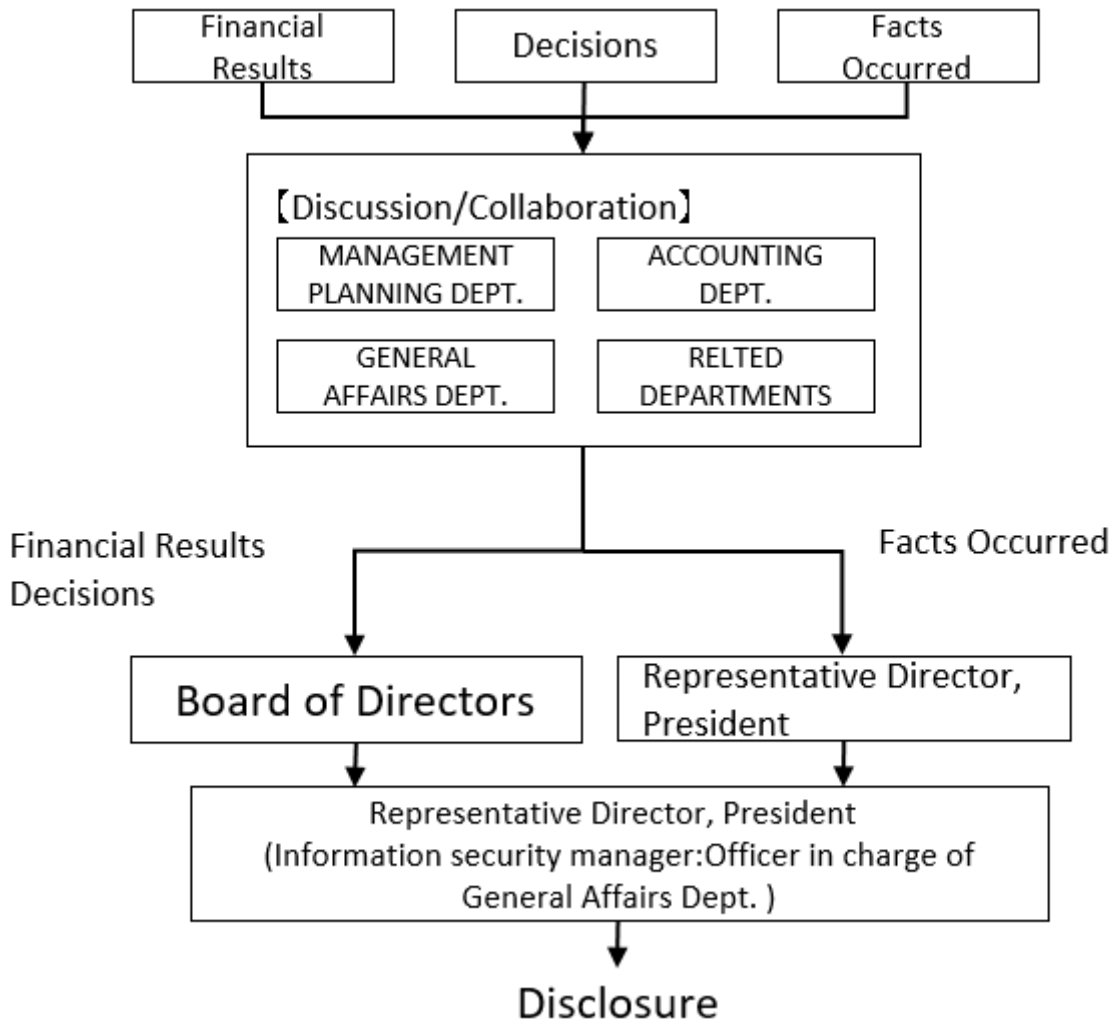 Financial
Results
Decisions
Facts
Occurred
【Discussion/Collaboration】
MANAGEMENT
PLANNING DEPT.
ACCOUNTING
DEPT.
GENERAL
AFFAIRS DEPT.
RELTED
DEPARTMENTS
Financial Results
Decisions
Facts Occurred
Board of Directors
Representative Director,
President
Representative Director, President
(Information security manager:Officer in charge of
General Affairs Dept. )
Disclosure